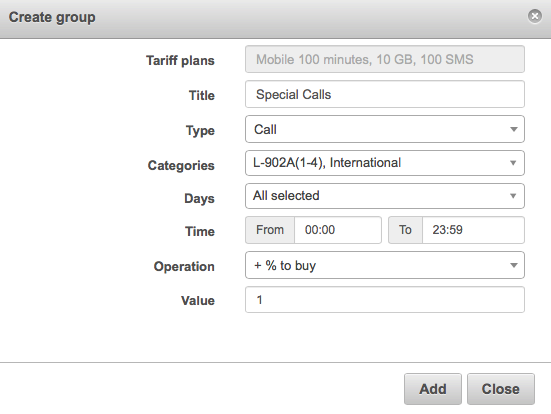 Create group
Tariff plans Mobile 100 minutes, 10 GB, 100 SMS
Title Special Calls
Type Call
Categories L-902A(1-4), International
Days All selected
Time From 00:00 To 23:59
Operation + % to buy
Value 1
Add Close